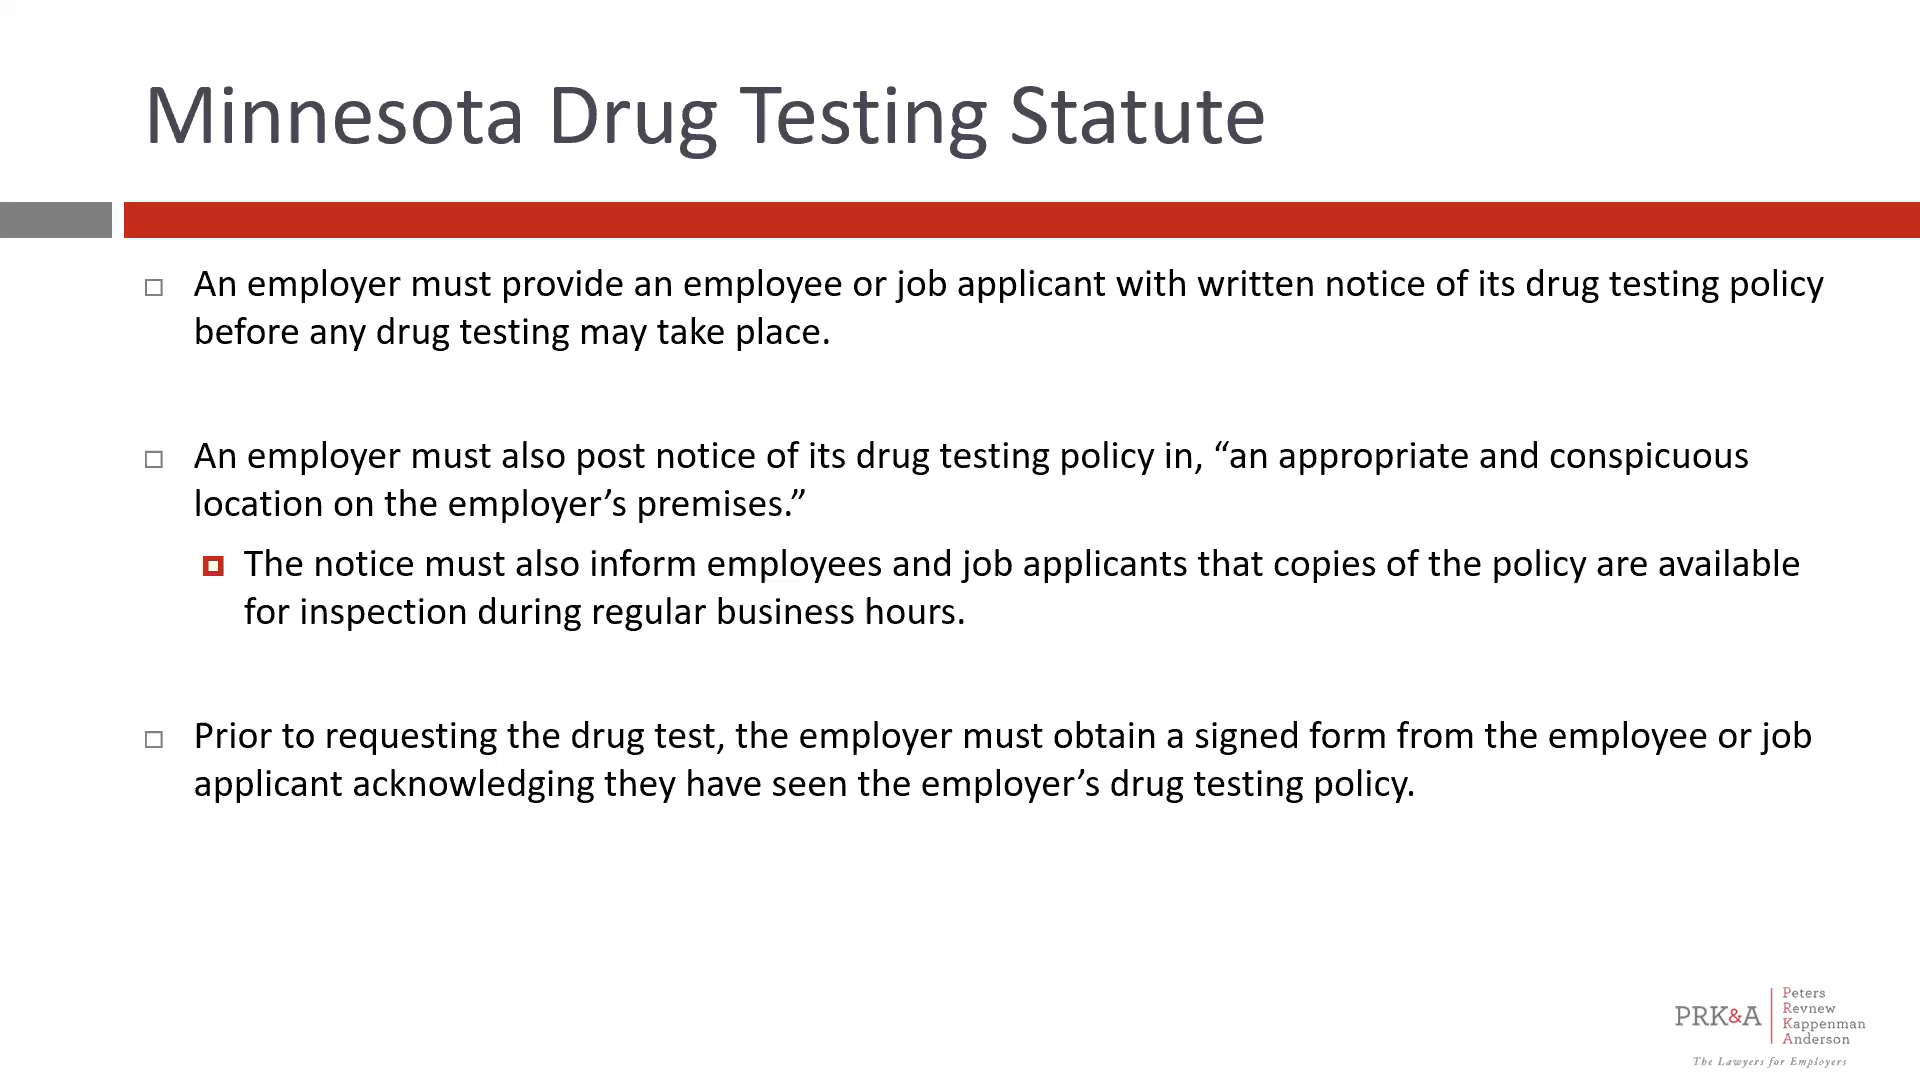 Minnesota Drug Testing Statute
An employer must provide an employee or job applicant with written notice of its drug testing policy
before any drug testing may take place.
An employer must also post notice of its drug testing policy in, “an appropriate and conspicuous
location on the employer’s premises.”
The notice must also inform employees and job applicants that copies of the policy are available
for inspection during regular business hours.
Prior to requesting the drug test, the employer must obtain a signed form from the employee or job
applicant acknowledging they have seen the employer’s drug testing policy.
PRK&A
Peters
Revnew
Kappenman
Anderson
The Lawyers for Employers